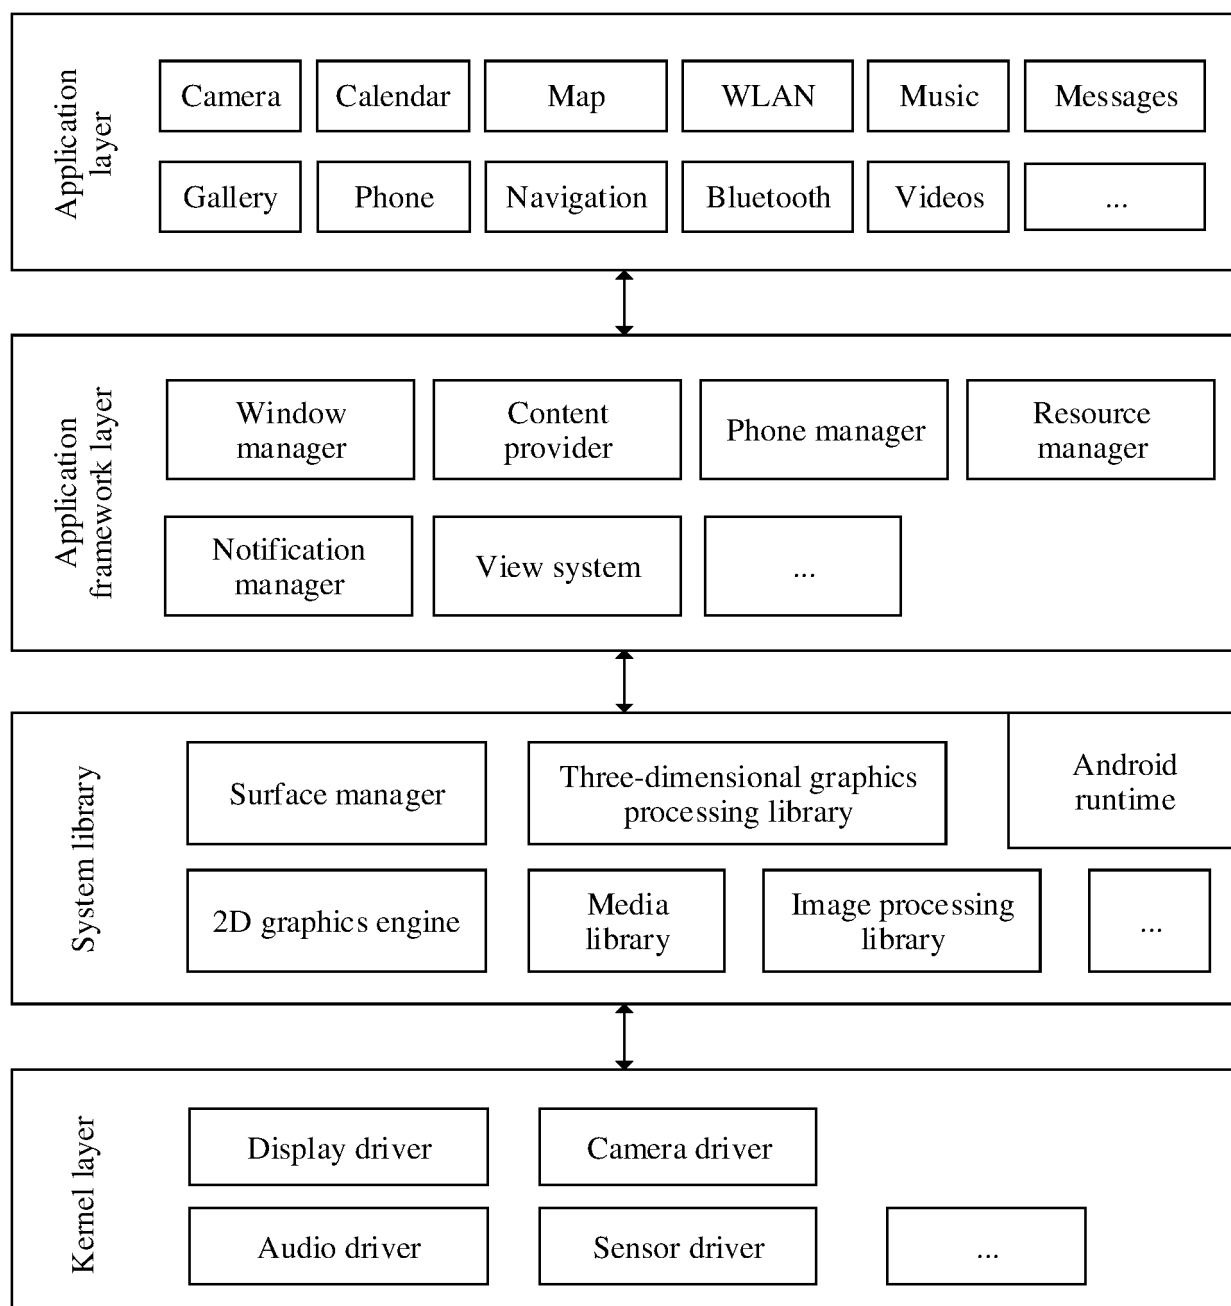 Application
layer
Camera
Calendar
Map
WLAN
Music
Messages
Gallery
Phone
Navigation
Bluetooth
Videos
...
Application
framework layer
Window
manager
Content
provider
Phone manager
Resource
manager
Notification
manager
View system
...
System library
Surface manager
Three-dimensional graphics
processing library
Android
runtime
2D graphics engine
Media
library
Image processing
library
...
Kernel layer
Display driver
Camera driver
Audio driver
Sensor driver
...